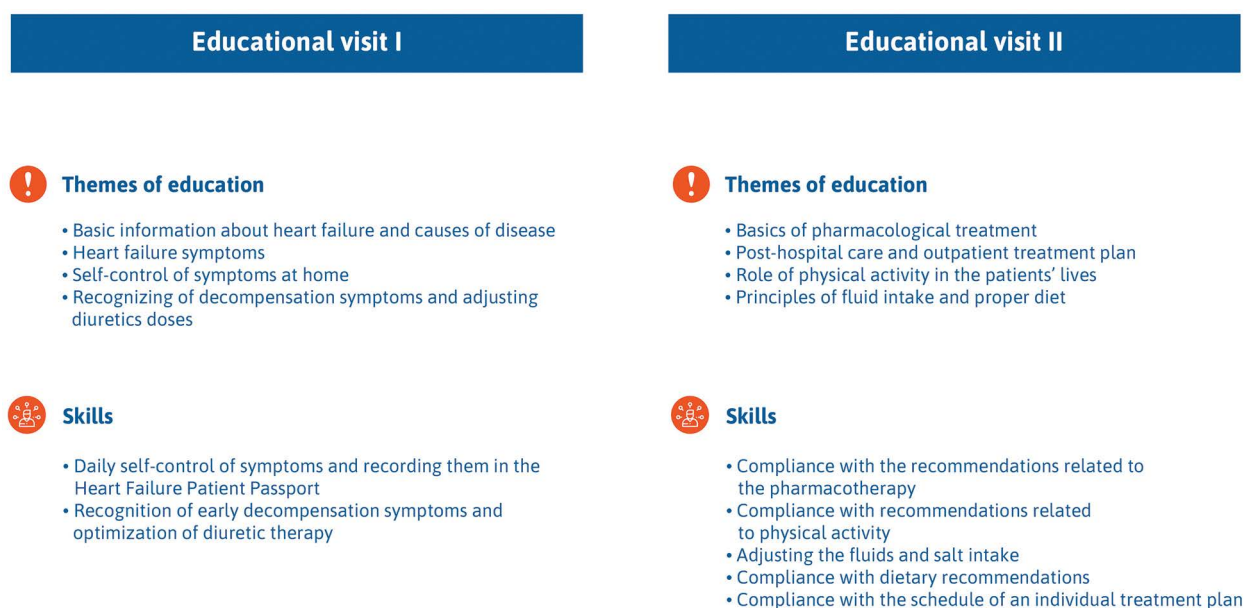 Educational visit I
Themes of education
• Basic information about heart failure and causes of disease
• Heart failure symptoms
• Self-control of symptoms at home
• Recognizing of decompensation symptoms and adjusting
diuretics doses
Skills
• Daily self-control of symptoms and recording them in the
Heart Failure Patient Passport
• Recognition of early decompensation symptoms and
optimization of diuretic therapy
Educational visit II
Themes of education
• Basics of pharmacological treatment
• Post-hospital care and outpatient treatment plan
• Role of physical activity in the patients’ lives
• Principles of fluid intake and proper diet
Skills
• Compliance with the recommendations related to
the pharmacotherapy
• Compliance with recommendations related
to physical activity
• Adjusting the fluids and salt intake
• Compliance with dietary recommendations
• Compliance with the schedule of an individual treatment plan